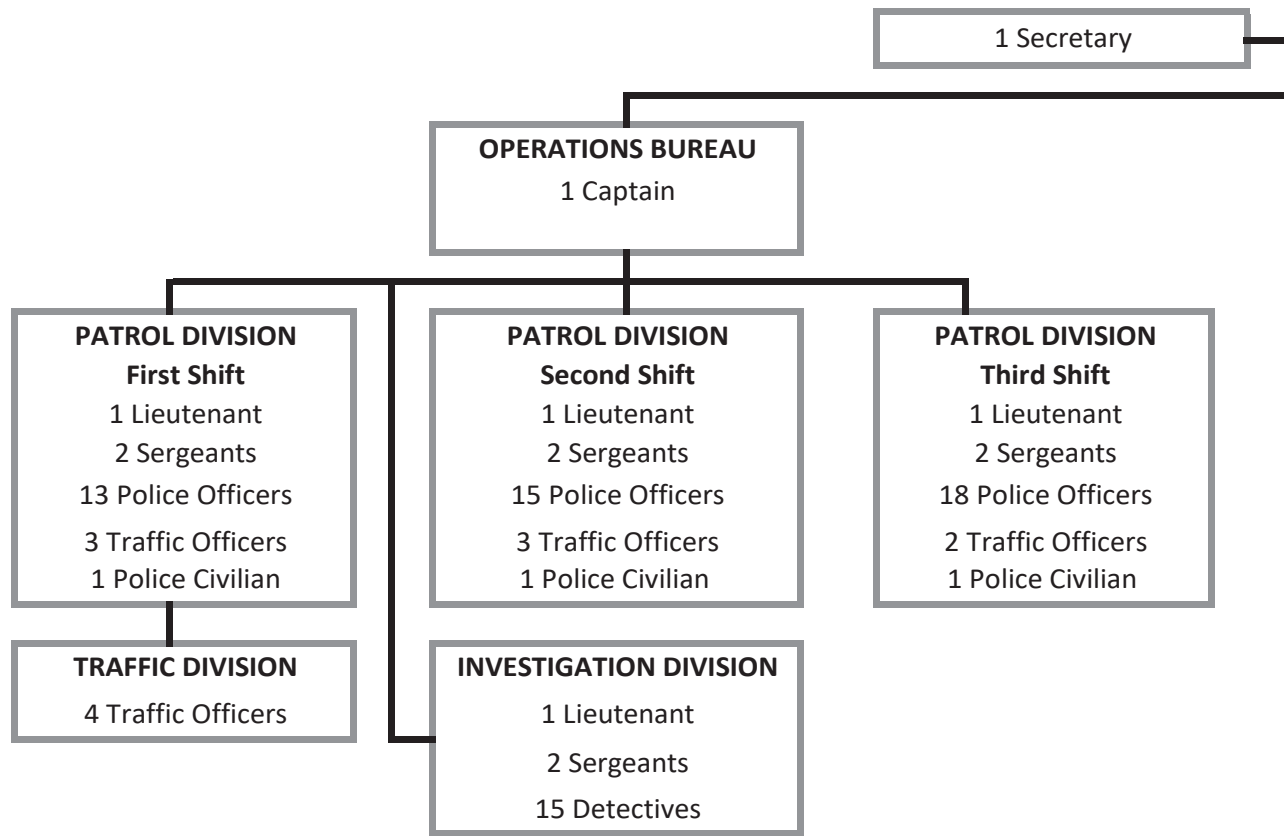 1 Secretary
OPERATIONS BUREAU
1 Captain
PATROL DIVISION
First Shift
1 Lieutenant
2 Sergeants
13 Police Officers
3 Traffic Officers
1 Police Civilian
PATROL DIVISION
Second Shift
1 Lieutenant
2 Sergeants
15 Police Officers
3 Traffic Officers
1 Police Civilian
PATROL DIVISION
Third Shift
1 Lieutenant
2 Sergeants
18 Police Officers
2 Traffic Officers
1 Police Civilian
TRAFFIC DIVISION
4 Traffic Officers
INVESTIGATION DIVISION
1 Lieutenant
2 Sergeants
15 Detectives